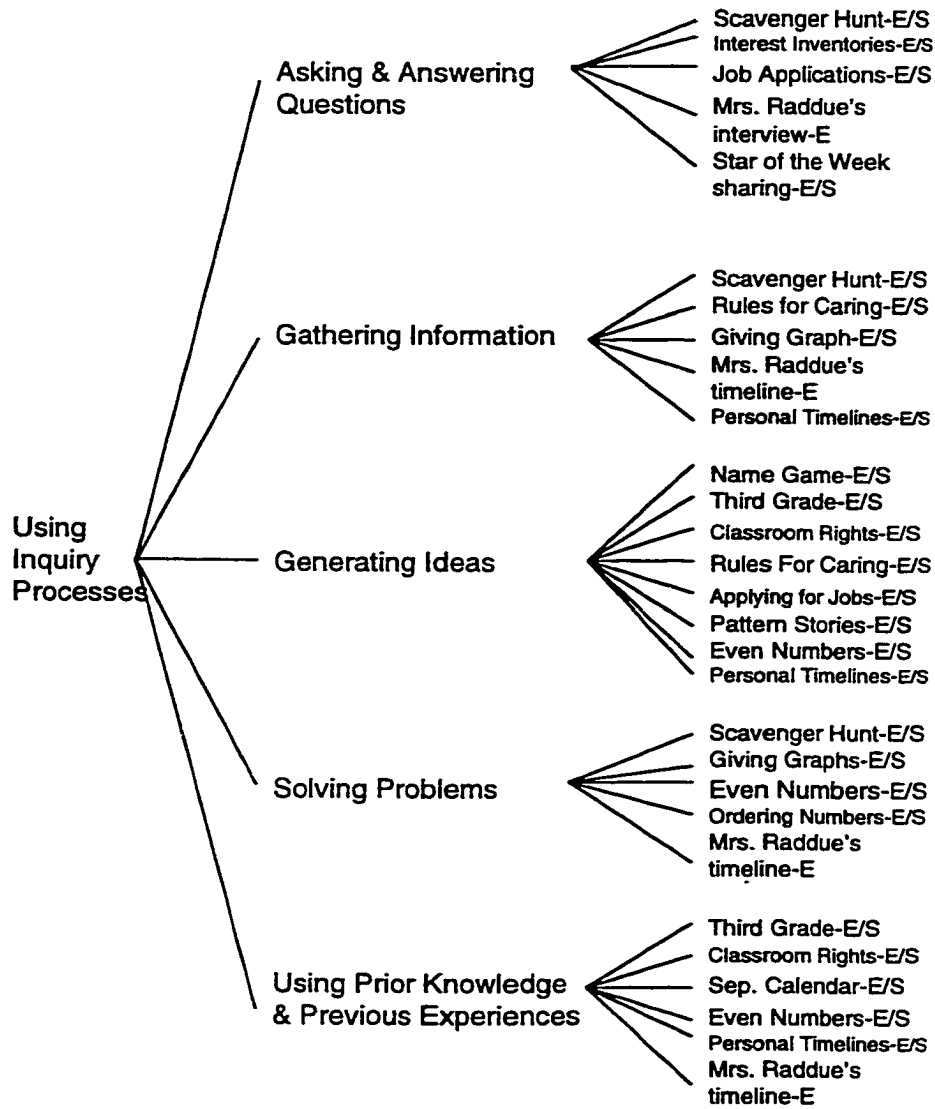 Using
Inquiry
Processes
Asking & Answering
Questions
Scavenger Hunt-E/S
Interest Inventories-E/S
Job Applications-E/S
Mrs. Raddue's
interview-E
Star of the Week
sharing-E/S
Gathering Information
Scavenger Hunt-E/S
Rules for Caring-E/S
Giving Graph-E/S
Mrs. Raddue's
timeline-E
Personal Timelines-E/S
Generating Ideas
Name Game-E/S
Third Grade-E/S
Classroom Rights-E/S
Rules For Caring-E/S
Applying for Jobs-E/S
Pattern Stories-E/S
Even Numbers-E/S
Personal Timelines-E/S
Solving Problems
Scavenger Hunt-E/S
Giving Graphs-E/S
Even Numbers-E/S
Ordering Numbers-E/S
Mrs. Raddue's
timeline-E
Using Prior Knowledge
& Previous Experiences
Third Grade-E/S
Classroom Rights-E/S
Sep. Calendar-E/S
Even Numbers-E/S
Personal Timelines-E/S
Mrs. Raddue's
timeline-E